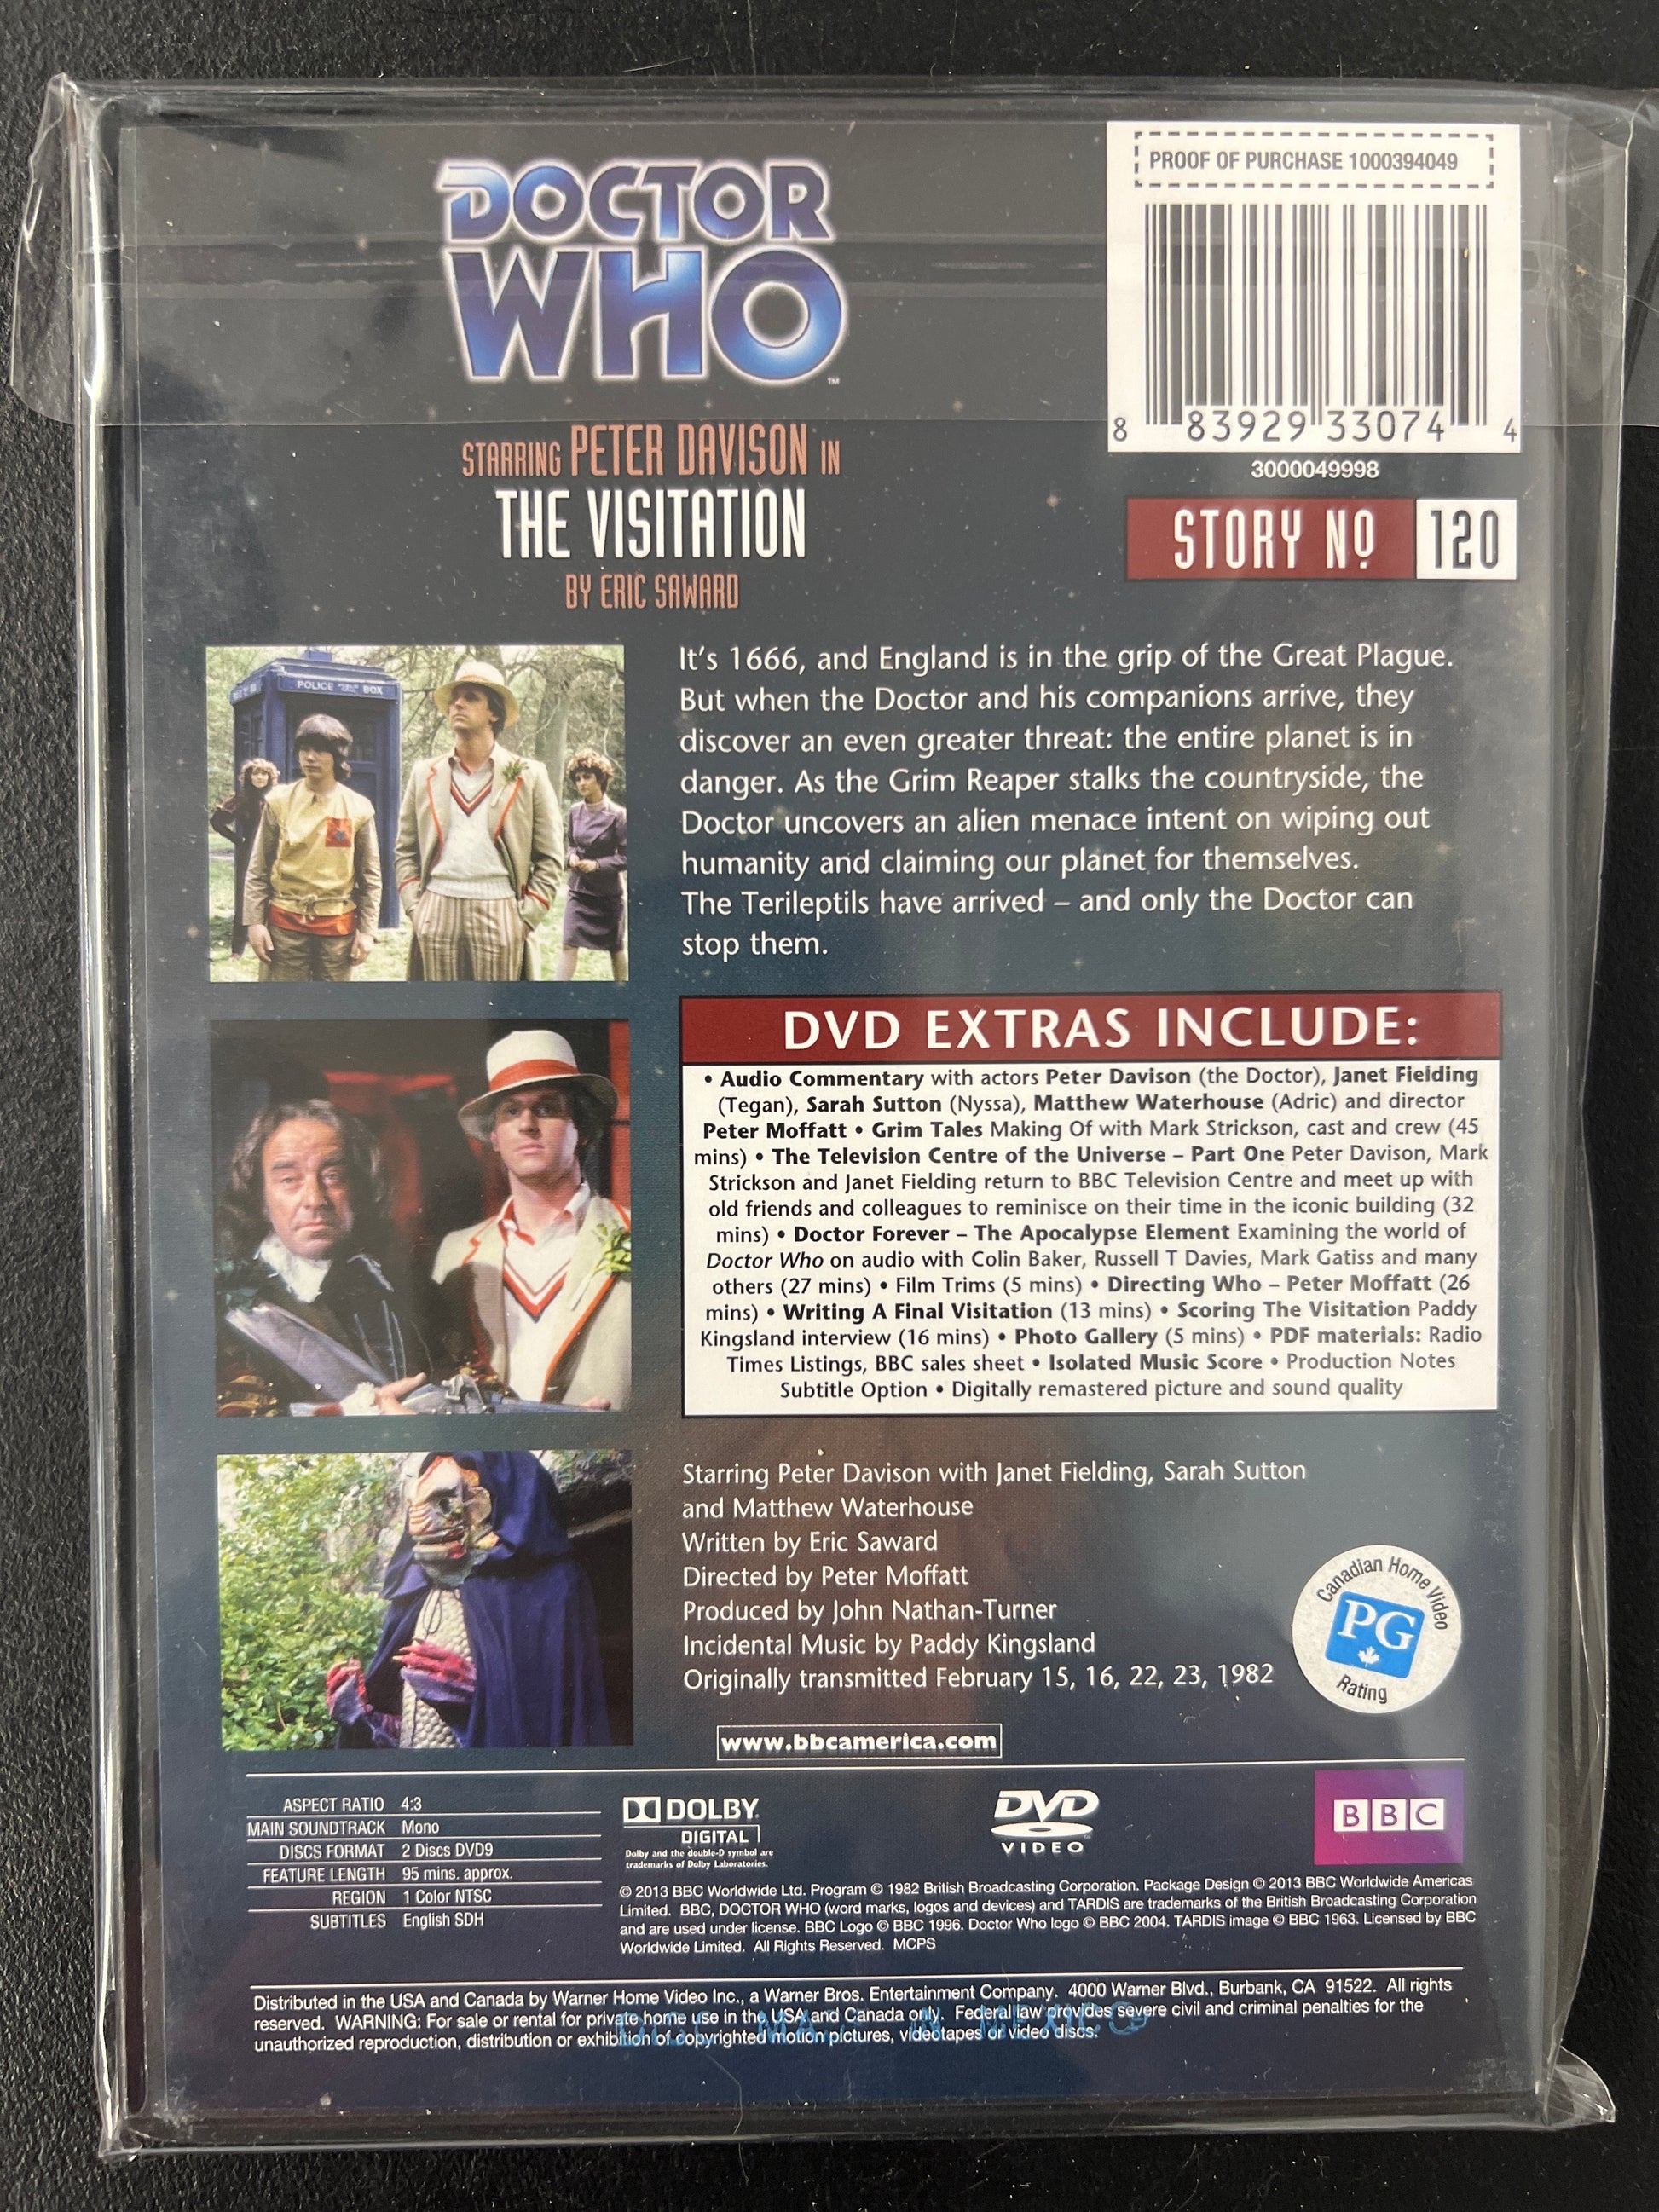 DOCTOR
WHO
™
STARRING PETER DAVISON IN
THE VISITATION
BY ERIC SAWARD
PROOF OF PURCHASE 1000394049
8 83929 33074 4
3000049998
STORY Nº 120
POLICE PUBLIC BOX
It's 1666, and England is in the grip of the Great Plague.
But when the Doctor and his companions arrive, they
discover an even greater threat: the entire planet is in
danger. As the Grim Reaper stalks the countryside, the
Doctor uncovers an alien menace intent on wiping out
humanity and claiming our planet for themselves.
The Terileptils have arrived – and only the Doctor can
stop them.
DVD EXTRAS INCLUDE:
• Audio Commentary with actors Peter Davison (the Doctor), Janet Fielding
(Tegan), Sarah Sutton (Nyssa), Matthew Waterhouse (Adric) and director
Peter Moffatt • Grim Tales Making Of with Mark Strickson, cast and crew (45
mins) • The Television Centre of the Universe – Part One Peter Davison, Mark
Strickson and Janet Fielding return to BBC Television Centre and meet up with
old friends and colleagues to reminisce on their time in the iconic building (32
mins) • Doctor Forever – The Apocalypse Element Examining the world of
Doctor Who on audio with Colin Baker, Russell T Davies, Mark Gatiss and many
others (27 mins) • Film Trims (5 mins) • Directing Who – Peter Moffatt (26
mins) • Writing A Final Visitation (13 mins) • Scoring The Visitation Paddy
Kingsland interview (16 mins) • Photo Gallery (5 mins) • PDF materials: Radio
Times Listings, BBC sales sheet • Isolated Music Score • Production Notes
Subtitle Option • Digitally remastered picture and sound quality
Starring Peter Davison with Janet Fielding, Sarah Sutton
and Matthew Waterhouse
Written by Eric Saward
Directed by Peter Moffatt
Produced by John Nathan-Turner
Incidental Music by Paddy Kingsland
Originally transmitted February 15, 16, 22, 23, 1982
Canadian Home Video
PG
Rating
www.bbcamerica.com
ASPECT RATIO 4:3
MAIN SOUNDTRACK Mono
DISCS FORMAT 2 Discs DVD9
FEATURE LENGTH 95 mins. approx.
REGION 1 Color NTSC
SUBTITLES English SDH
DOLBY
DIGITAL
Dolby and the double-D symbol are
trademarks of Dolby Laboratories.
DVD
VIDEO
BBC
© 2013 BBC Worldwide Ltd. Program © 1982 British Broadcasting Corporation. Package Design © 2013 BBC Worldwide Americas
Limited. BBC, DOCTOR WHO (word marks, logos and devices) and TARDIS are trademarks of the British Broadcasting Corporation
and are used under license. BBC Logo © BBC 1996. Doctor Who logo © BBC 2004. TARDIS image © BBC 1963. Licensed by BBC
Worldwide Limited. All Rights Reserved. MCPS
Distributed in the USA and Canada by Warner Home Video Inc., a Warner Bros. Entertainment Company. 4000 Warner Blvd., Burbank, CA 91522. All rights
reserved. WARNING: For sale or rental for private home use in the USA and Canada only. Federal law provides severe civil and criminal penalties for the
unauthorized reproduction, distribution or exhibition of copyrighted motion pictures, videotapes or video discs.
IN MEXICO